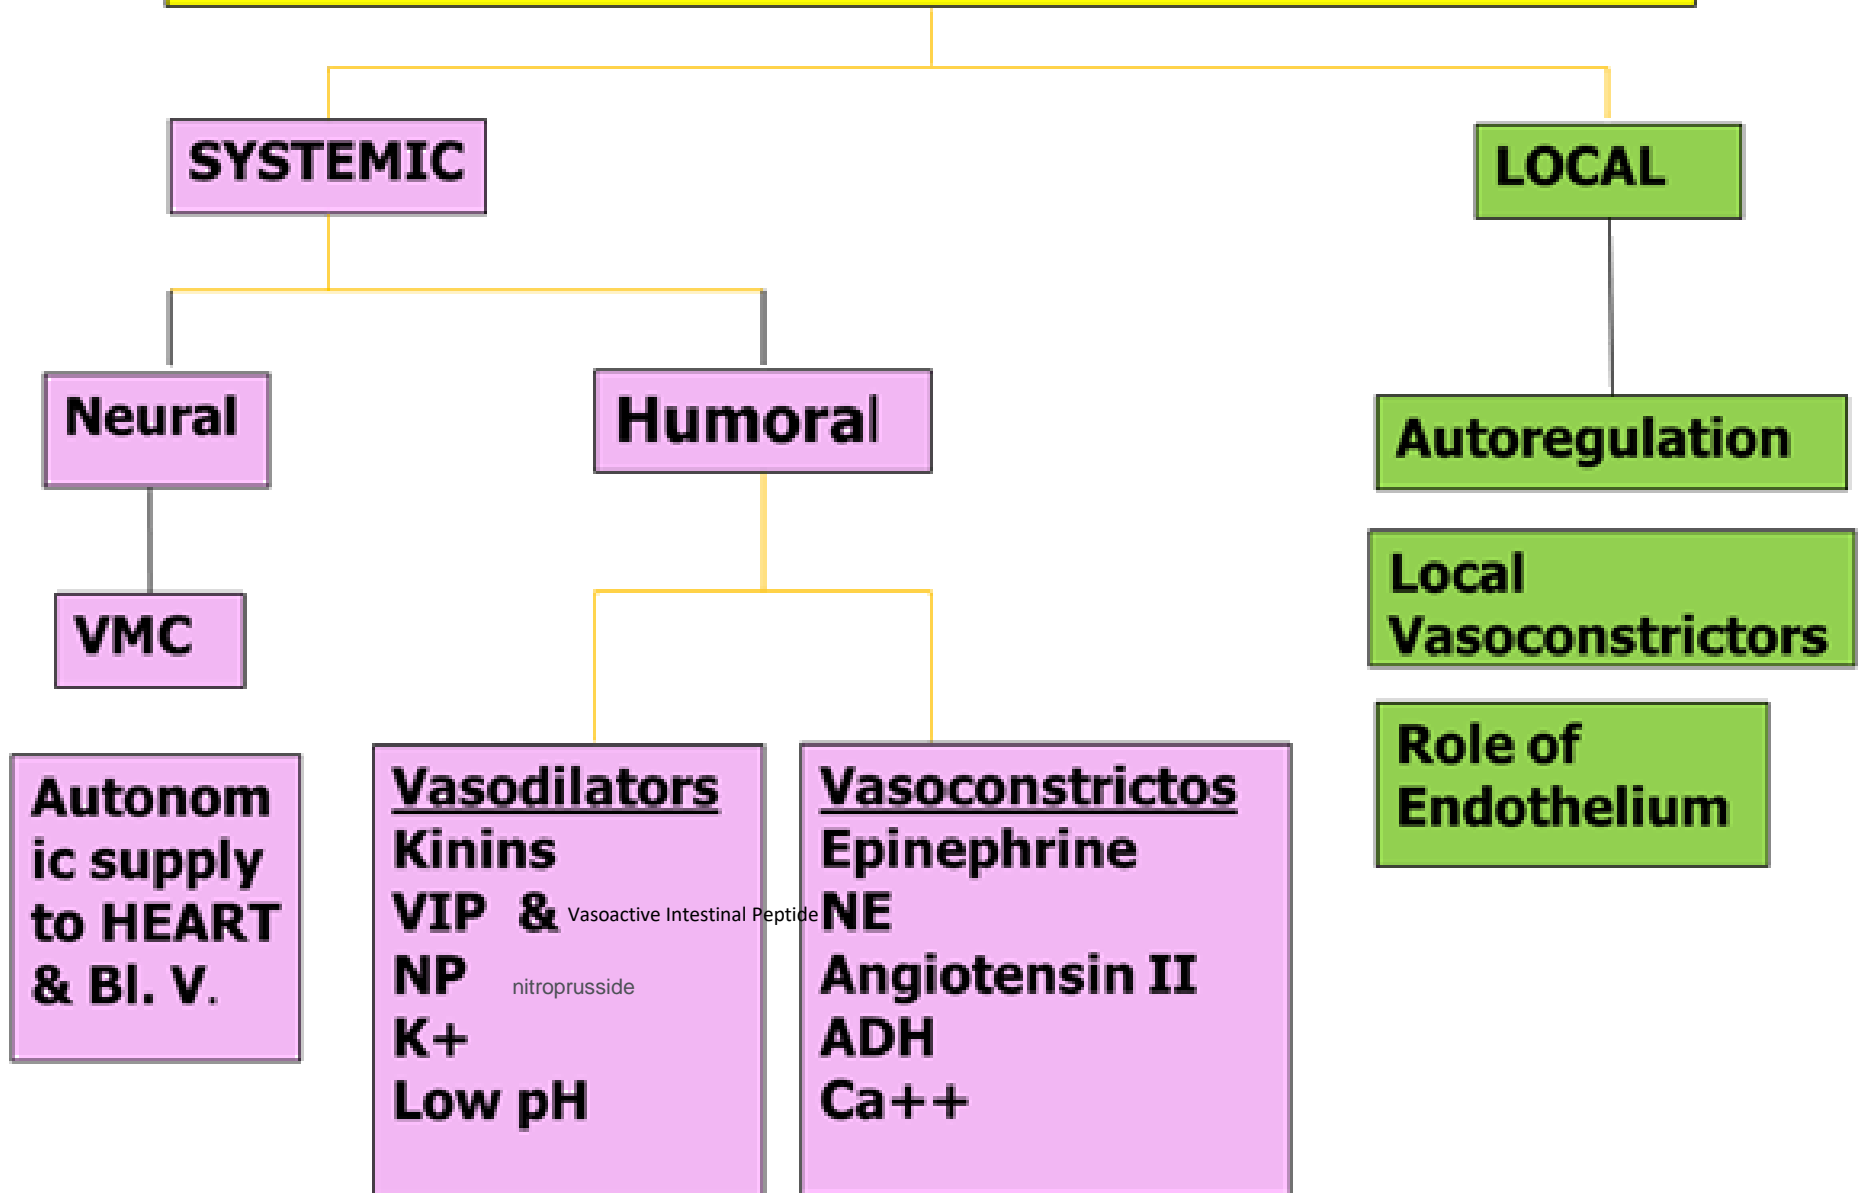 SYSTEMIC
LOCAL
Neural
Humoral
Autoregulation
Local
Vasoconstrictors
VMC
Role of
Endothelium
Autonom
ic supply
to HEART
& Bl. V.
Vasodilators
Kinins
VIP & Vasoactive Intestinal Peptide
NP nitroprusside
K+
Low pH
Vasoconstrictos
Epinephrine
NE
Angiotensin II
ADH
Ca++